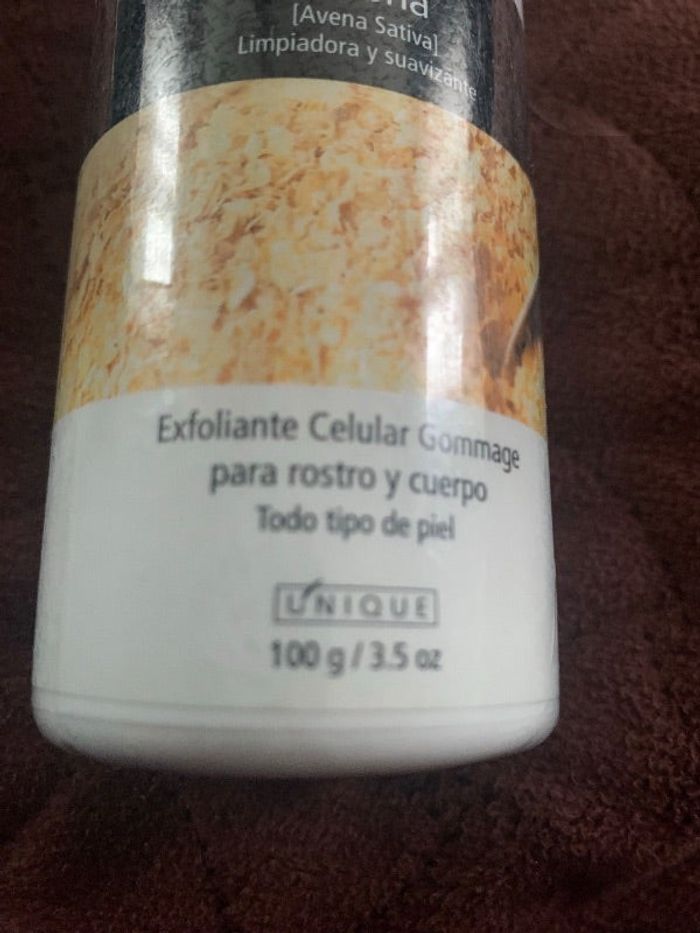 [Avena Sativa]
Limpiadora y suavizante
Exfoliante Celular Gommage
para rostro y cuerpo
Todo tipo de piel
UNIQUE
100 g / 3.5 oz